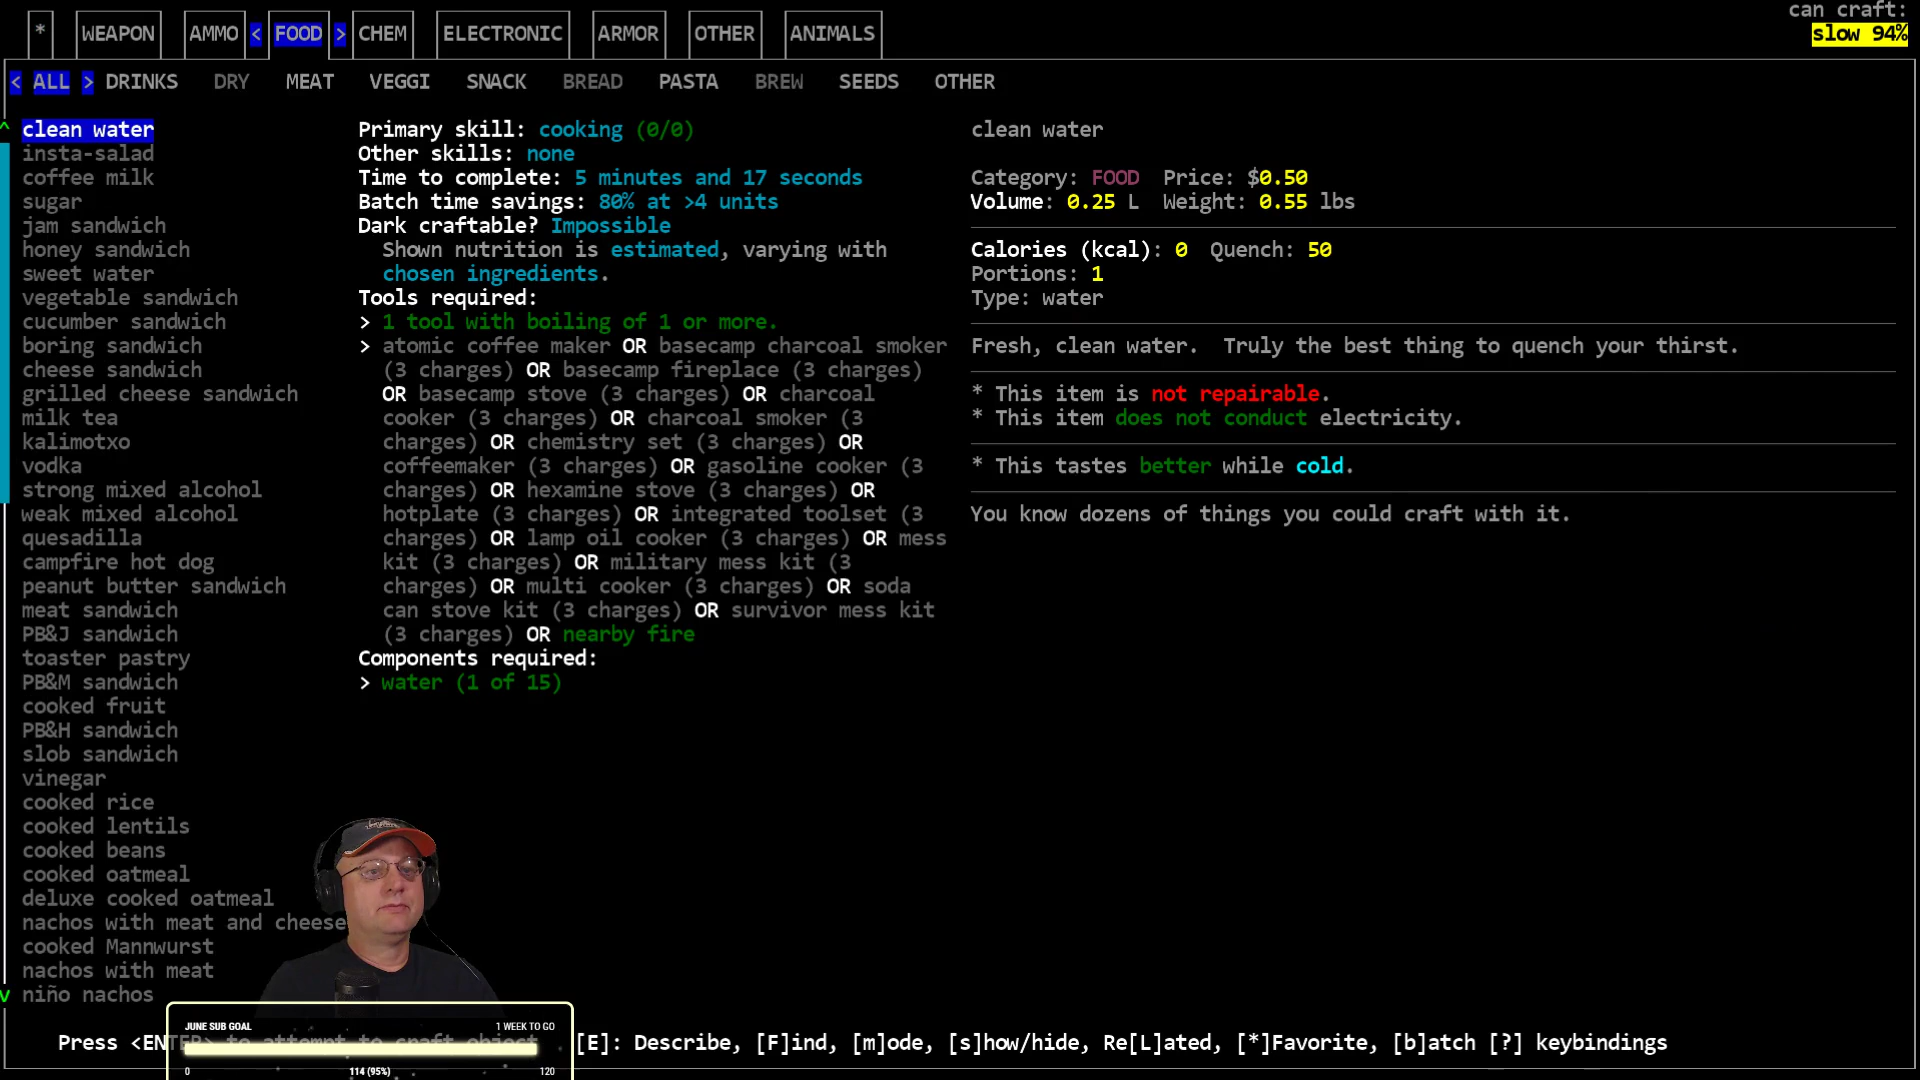 can craft:
* WEAPON AMMO < FOOD > CHEM ELECTRONIC ARMOR OTHER ANIMALS slow 94%
< ALL > DRINKS DRY MEAT VEGGI SNACK BREAD PASTA BREW SEEDS OTHER
clean water
insta-salad
coffee milk
sugar
jam sandwich
honey sandwich
sweet water
vegetable sandwich
cucumber sandwich
boring sandwich
cheese sandwich
grilled cheese sandwich
milk tea
kalimotxo
vodka
strong mixed alcohol
weak mixed alcohol
quesadilla
campfire hot dog
peanut butter sandwich
meat sandwich
PB&J sandwich
toaster pastry
PB&M sandwich
cooked fruit
PB&H sandwich
slob sandwich
vinegar
cooked rice
cooked lentils
cooked beans
cooked oatmeal
deluxe cooked oatmeal
nachos with meat and cheese
cooked Mannwurst
nachos with meat
niño nachos
Primary skill: cooking (0/0)
Other skills: none
Time to complete: 5 minutes and 17 seconds
Batch time savings: 80% at >4 units
Dark craftable? Impossible
Shown nutrition is estimated, varying with
chosen ingredients.
Tools required:
> 1 tool with boiling of 1 or more.
> atomic coffee maker OR basecamp charcoal smoker
(3 charges) OR basecamp fireplace (3 charges)
OR basecamp stove (3 charges) OR charcoal
cooker (3 charges) OR charcoal smoker (3
charges) OR chemistry set (3 charges) OR
coffeemaker (3 charges) OR gasoline cooker (3
charges) OR hexamine stove (3 charges) OR
hotplate (3 charges) OR integrated toolset (3
charges) OR lamp oil cooker (3 charges) OR mess
kit (3 charges) OR military mess kit (3
charges) OR multi cooker (3 charges) OR soda
can stove kit (3 charges) OR survivor mess kit
(3 charges) OR nearby fire
Components required:
> water (1 of 15)
clean water
Category: FOOD Price: $0.50
Volume: 0.25 L Weight: 0.55 lbs
Calories (kcal): 0 Quench: 50
Portions: 1
Type: water
Fresh, clean water. Truly the best thing to quench your thirst.
* This item is not repairable.
* This item does not conduct electricity.
* This tastes better while cold.
You know dozens of things you could craft with it.
Press <ENTER> to attempt to craft object [E]: Describe, [F]ind, [m]ode, [s]how/hide, Re[L]ated, [*]Favorite, [b]atch [?] keybindings
JUNE SUB GOAL 1 WEEK TO GO
0 114 (95%) 120